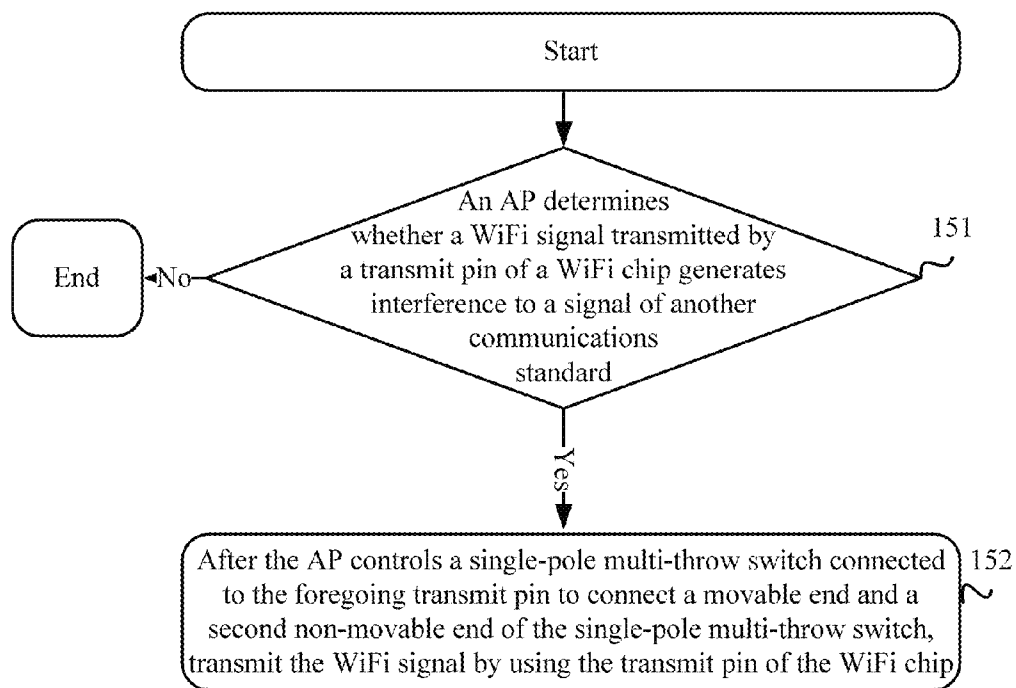 Start
An AP determines
whether a WiFi signal transmitted by
a transmit pin of a WiFi chip generates
interference to a signal of another
communications
standard
151
End
No
Yes
After the AP controls a single-pole multi-throw switch connected
to the foregoing transmit pin to connect a movable end and a
second non-movable end of the single-pole multi-throw switch,
transmit the WiFi signal by using the transmit pin of the WiFi chip
152